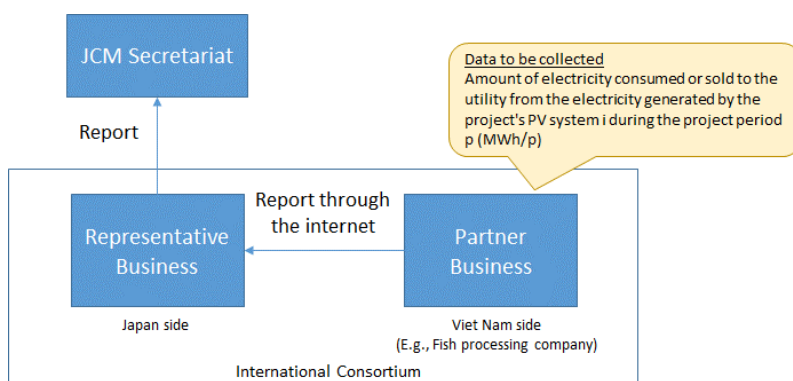 JCM Secretariat
Data to be collected
Amount of electricity consumed or sold to the
utility from the electricity generated by the
project's PV system i during the project period
p (MWh/p)
Report
Representative
Business
Report through
the internet
Partner
Business
Japan side
Viet Nam side
(E.g., Fish processing company)
International Consortium